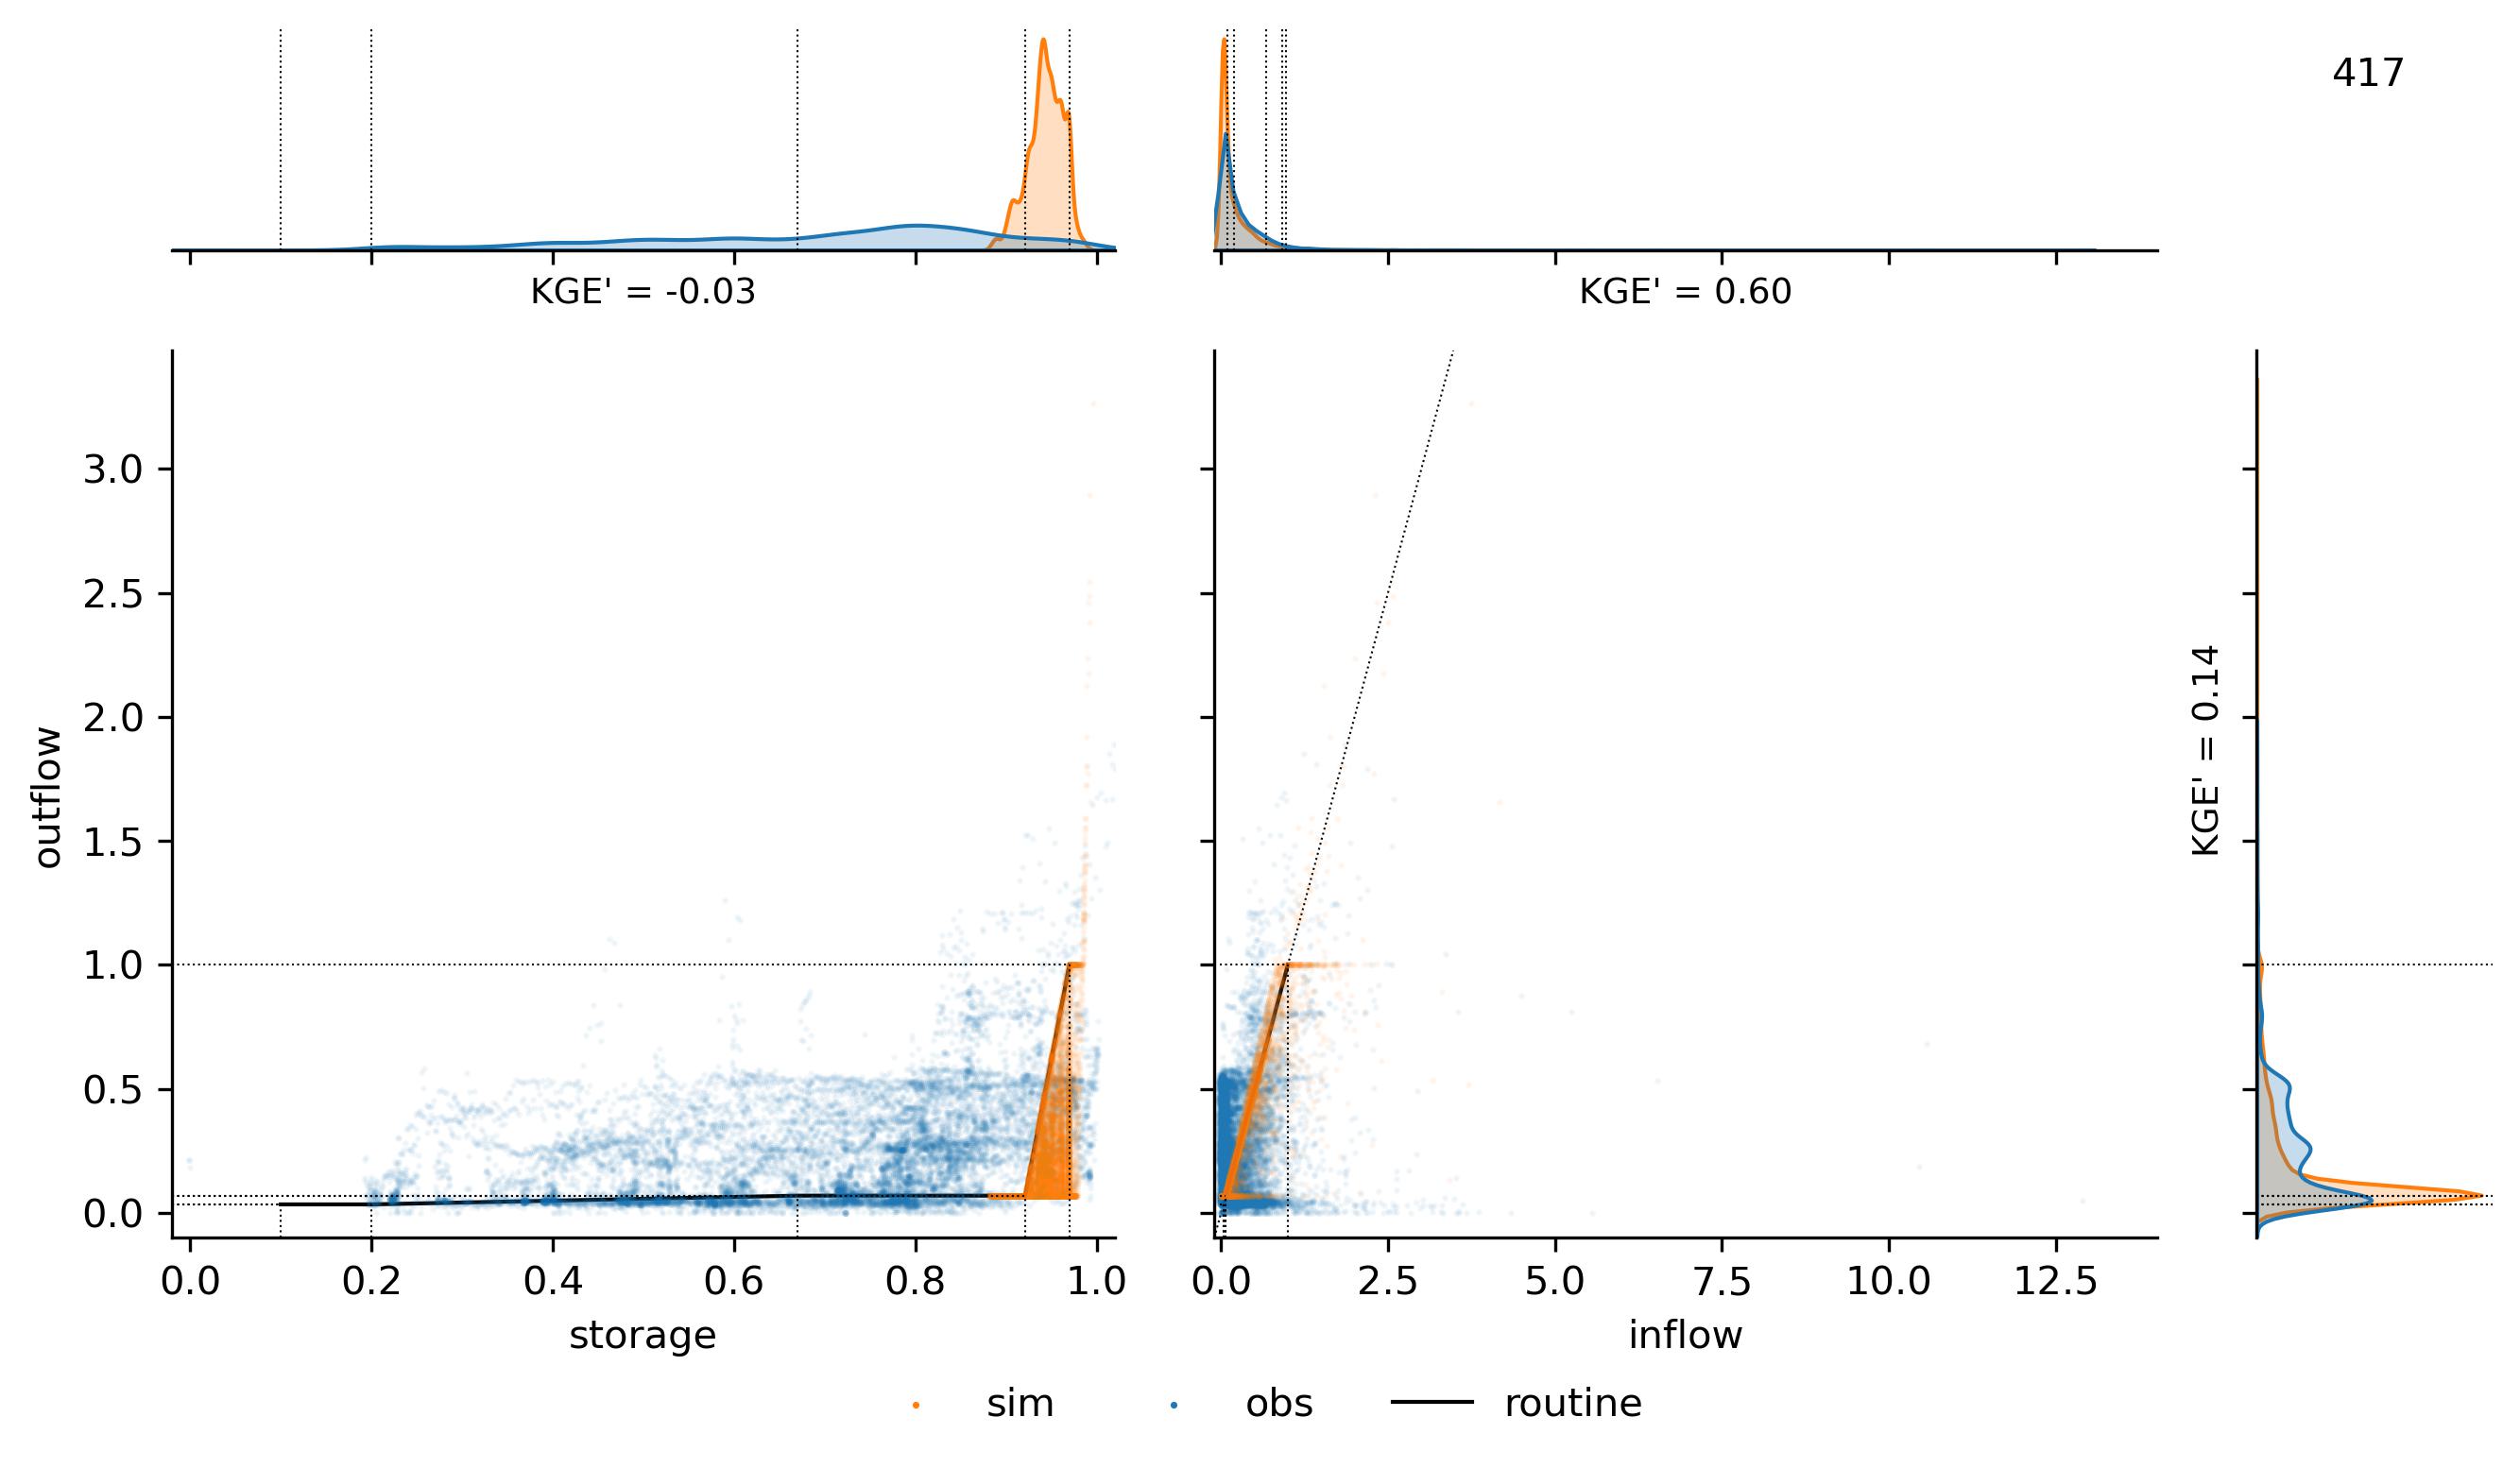 417
KGE' = -0.03
KGE' = 0.60
outflow
3.0
2.5
2.0
1.5
1.0
0.5
0.0
KGE' = 0.14
0.0 0.2 0.4 0.6 0.8 1.0
0.0 2.5 5.0 7.5 10.0 12.5
storage
inflow
sim obs routine